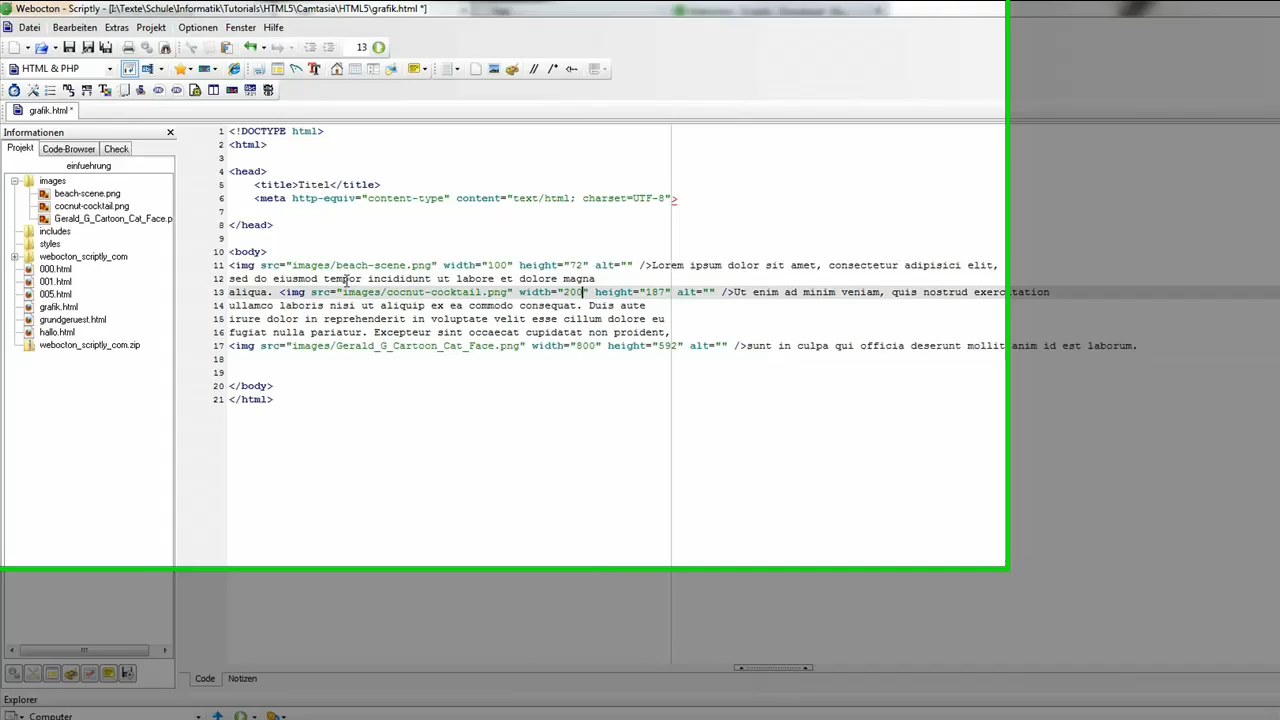 Webocton - Scriptly - [I:\Texte\Schule\Informatik\Tutorials\HTML5\Camtasia\HTML5\grafik.html *]
Datei Bearbeiten Extras Projekt Optionen Fenster Hilfe
13
HTML & PHP
grafik.html *
Informationen
Projekt Code-Browser Check
einfuehrung
images
beach-scene.png
cocnut-cocktail.png
Gerald_G_Cartoon_Cat_Face.p
includes
styles
webocton_scriptly_com
000.html
001.html
005.html
grafik.html
grundgeruest.html
hallo.html
webocton_scriptly_com.zip
1 <!DOCTYPE html>
2 <html>
3
4 <head>
5 <title>Titel</title>
6 <meta http-equiv="content-type" content="text/html; charset=UTF-8">
7
8 </head>
9
10 <body>
11 <img src="images/beach-scene.png" width="100" height="72" alt="" />Lorem ipsum dolor sit amet, consectetur adipisici elit,
12 sed do eiusmod tempor incididunt ut labore et dolore magna
13 aliqua. <img src="images/cocnut-cocktail.png" width="200" height="187" alt="" />Ut enim ad minim veniam, quis nostrud exercitation
14 ullamco laboris nisi ut aliquip ex ea commodo consequat. Duis aute
15 irure dolor in reprehenderit in voluptate velit esse cillum dolore eu
16 fugiat nulla pariatur. Excepteur sint occaecat cupidatat non proident,
17 <img src="images/Gerald_G_Cartoon_Cat_Face.png" width="800" height="592" alt="" />sunt in culpa qui officia deserunt mollit anim id est laborum.
18
19
20 </body>
21 </html>
Code Notizen
Explorer
Computer